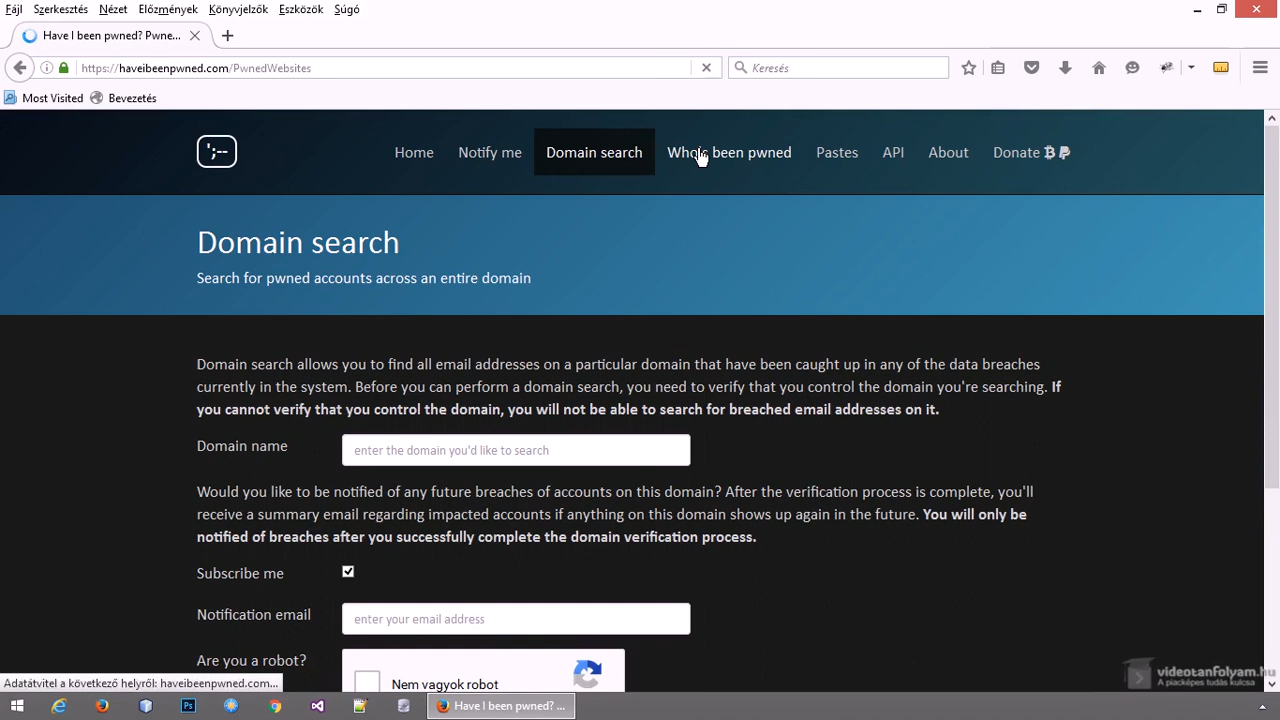 Fájl Szerkesztés Nézet Előzmények Könyvjelzők Eszközök Súgó
Have I been pwned? Pwne...
https://haveibeenpwned.com/PwnedWebsites
Keresés
Most Visited Bevezetés
';--
Home Notify me Domain search Who's been pwned Pastes API About Donate
Domain search
Search for pwned accounts across an entire domain
Domain search allows you to find all email addresses on a particular domain that have been caught up in any of the data breaches
currently in the system. Before you can perform a domain search, you need to verify that you control the domain you're searching. If
you cannot verify that you control the domain, you will not be able to search for breached email addresses on it.
Domain name enter the domain you'd like to search
Would you like to be notified of any future breaches of accounts on this domain? After the verification process is complete, you'll
receive a summary email regarding impacted accounts if anything on this domain shows up again in the future. You will only be
notified of breaches after you successfully complete the domain verification process.
Subscribe me
Notification email enter your email address
Are you a robot?
Nem vagyok robot
Adatátvitel a következő helyről: haveibeenpwned.com...
videotanfolyam.hu
A piacképes tudás kulcsa
Ps
Have I been pwned? ...